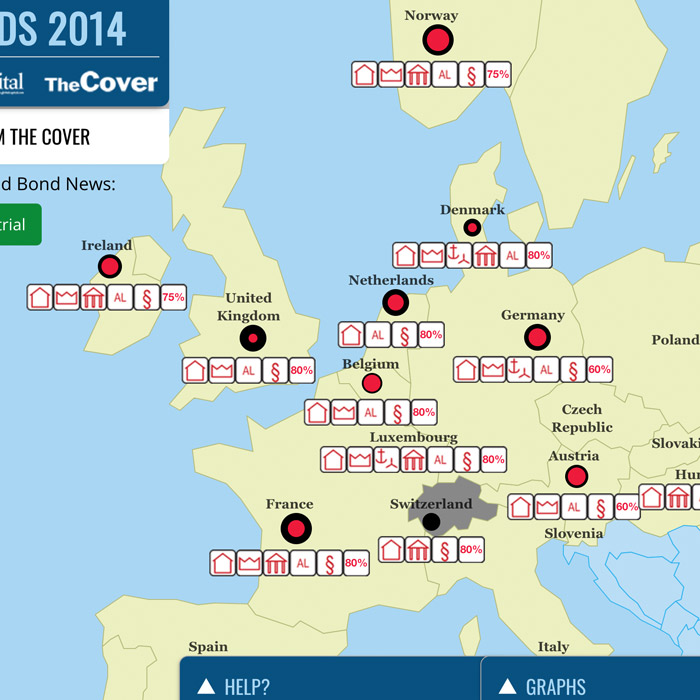 DS 2014
ital TheCover
M THE COVER
d Bond News:
trial
Norway
AL § 75%
Denmark
AL 80%
Ireland
AL § 75%
Netherlands
AL § 80%
United
Kingdom
AL § 80%
Germany
AL § 60%
Poland
Belgium
AL § 80%
Czech
Republic
Luxembourg
AL § 80%
Slovaki
Austria
AL § 60%
Hun
France
AL § 80%
Switzerland
§ 80%
Slovenia
Spain
Italy
HELP?
GRAPHS